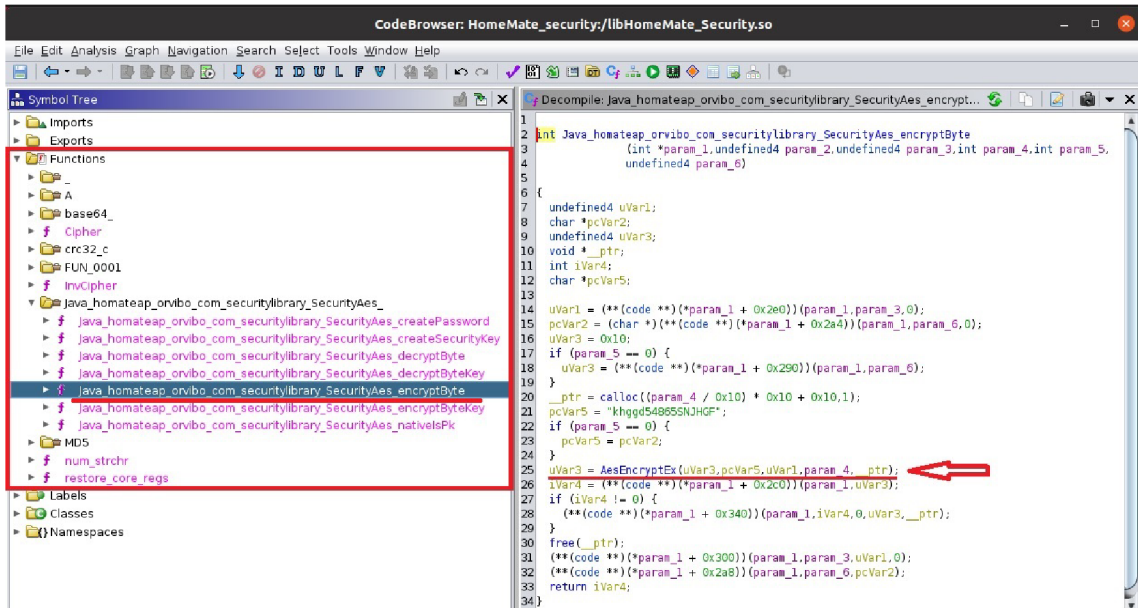 CodeBrowser: HomeMate_security:/libHomeMate_Security.so
File Edit Analysis Graph Navigation Search Select Tools Window Help
I D U L F V
Symbol Tree
Imports
Exports
Functions
_
A
base64_
f Cipher
crc32_c
FUN_0001
f InvCipher
Java_homateap_orvibo_com_securitylibrary_SecurityAes_
f Java_homateap_orvibo_com_securitylibrary_SecurityAes_createPassword
f Java_homateap_orvibo_com_securitylibrary_SecurityAes_createSecurityKey
f Java_homateap_orvibo_com_securitylibrary_SecurityAes_decryptByte
f Java_homateap_orvibo_com_securitylibrary_SecurityAes_decryptByteKey
f Java_homateap_orvibo_com_securitylibrary_SecurityAes_encryptByte
f Java_homateap_orvibo_com_securitylibrary_SecurityAes_encryptByteKey
f Java_homateap_orvibo_com_securitylibrary_SecurityAes_nativeIsPk
MD5
f num_strchr
f restore_core_regs
Labels
Classes
Namespaces
Decompile: Java_homateap_orvibo_com_securitylibrary_SecurityAes_encrypt...
1
2 int Java_homateap_orvibo_com_securitylibrary_SecurityAes_encryptByte
3 (int *param_1,undefined4 param_2,undefined4 param_3,int param_4,int param_5,
4 undefined4 param_6)
5
6 {
7 undefined4 uVar1;
8 char *pcVar2;
9 undefined4 uVar3;
10 void *__ptr;
11 int iVar4;
12 char *pcVar5;
13
14 uVar1 = (**(code **)(*param_1 + 0x2e0))(param_1,param_3,0);
15 pcVar2 = (char *)(**(code **)(*param_1 + 0x2a4))(param_1,param_6,0);
16 uVar3 = 0x10;
17 if (param_5 == 0) {
18 uVar3 = (**(code **)(*param_1 + 0x290))(param_1,param_6);
19 }
20 __ptr = calloc((param_4 / 0x10) * 0x10 + 0x10,1);
21 pcVar5 = "khggd54865SNJHGF";
22 if (param_5 == 0) {
23 pcVar5 = pcVar2;
24 }
25 uVar3 = AesEncryptEx(uVar3,pcVar5,uVar1,param_4,__ptr);
26 iVar4 = (**(code **)(*param_1 + 0x2c0))(param_1,uVar3);
27 if (iVar4 != 0) {
28 (**(code **)(*param_1 + 0x340))(param_1,iVar4,0,uVar3,__ptr);
29 }
30 free(__ptr);
31 (**(code **)(*param_1 + 0x300))(param_1,param_3,uVar1,0);
32 (**(code **)(*param_1 + 0x2a8))(param_1,param_6,pcVar2);
33 return iVar4;
34 }